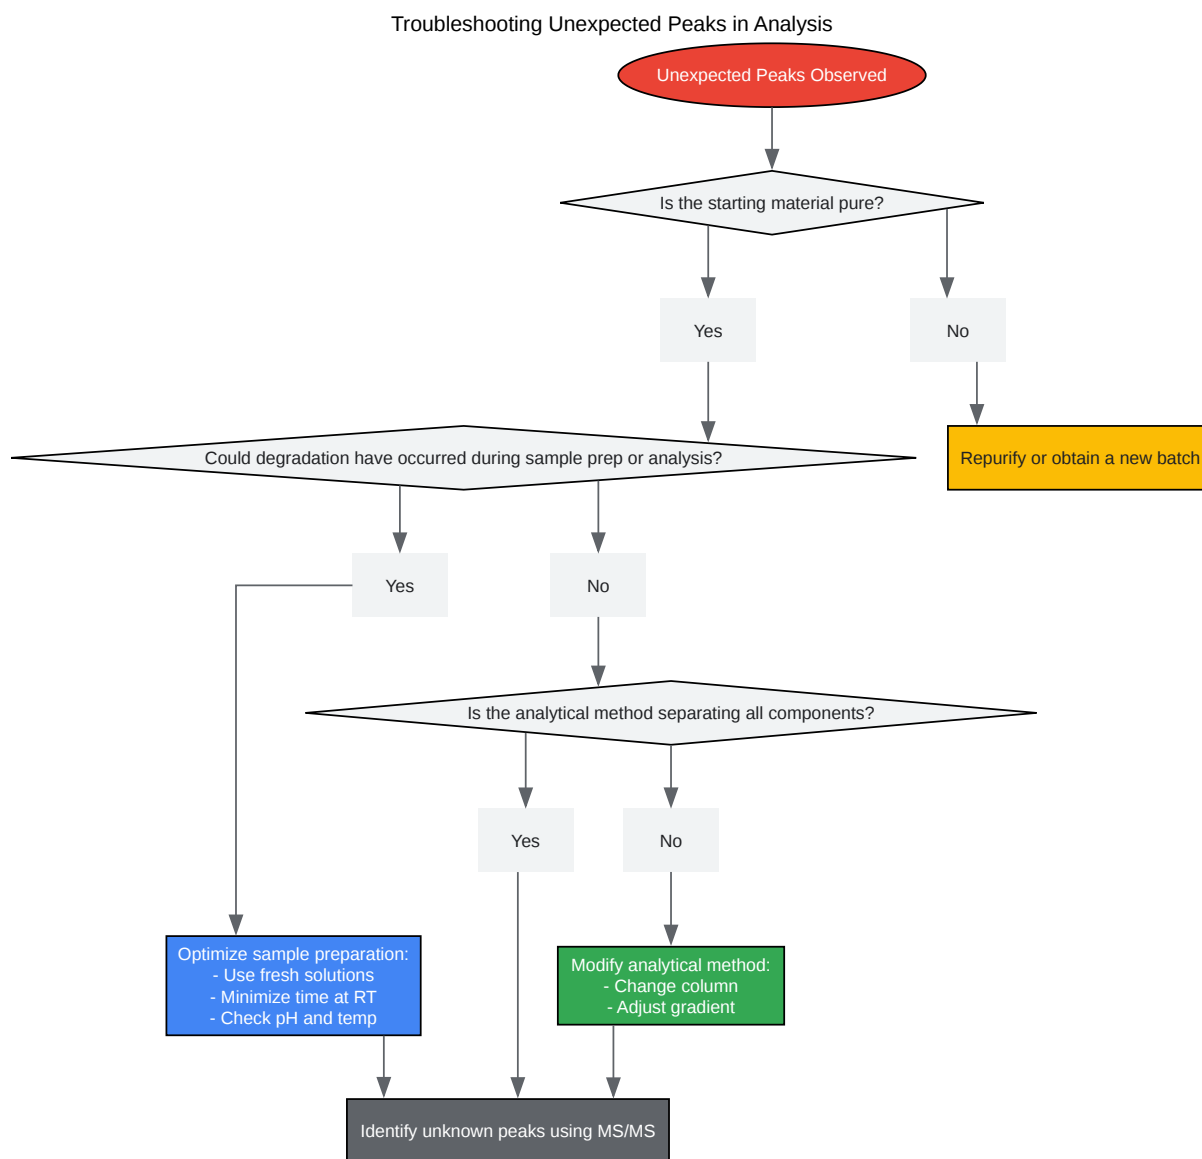 Troubleshooting Unexpected Peaks in Analysis
Unexpected Peaks Observed
Is the starting material pure?
Yes
No
Could degradation have occurred during sample prep or analysis?
Repurify or obtain a new batch
Yes
No
Is the analytical method separating all components?
Yes
No
Optimize sample preparation:
- Use fresh solutions
- Minimize time at RT
- Check pH and temp
Modify analytical method:
- Change column
- Adjust gradient
Identify unknown peaks using MS/MS